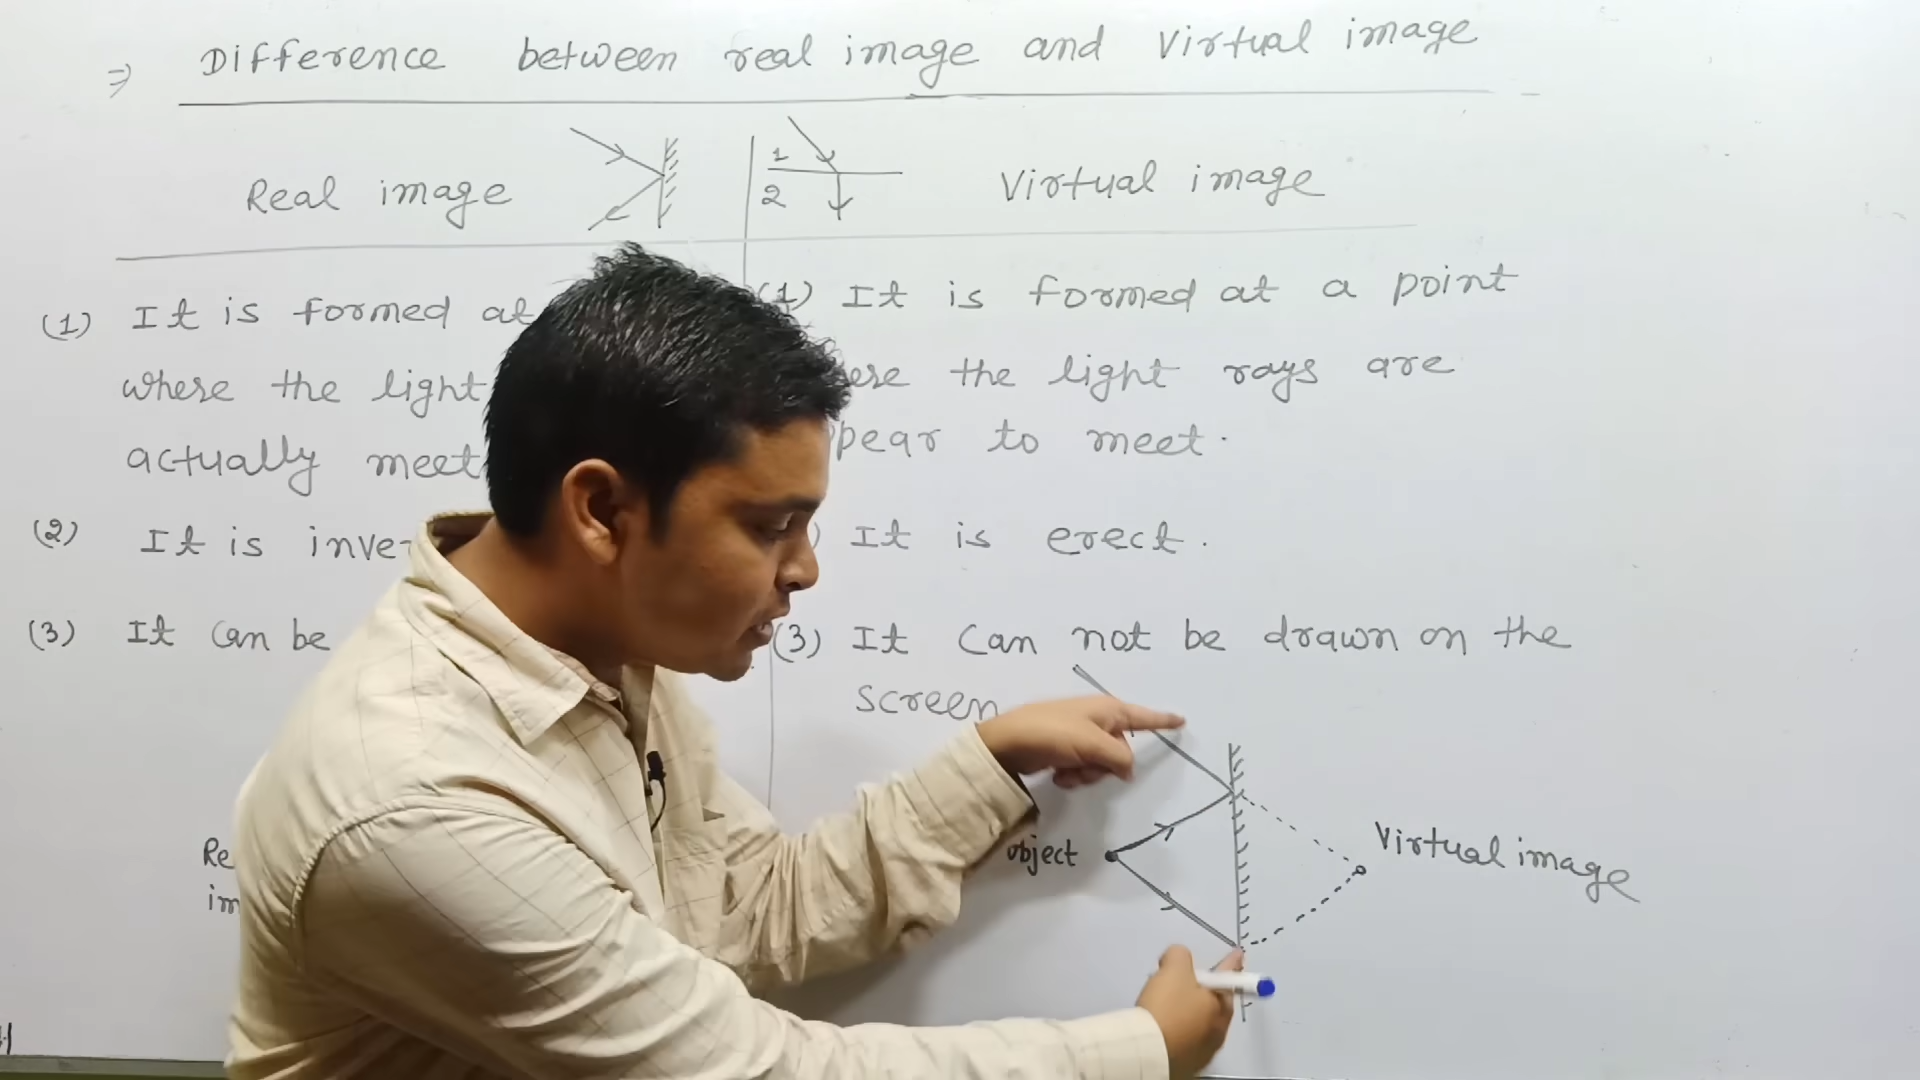 ⇒ Difference between real image and Virtual image
Real image
1
2
Virtual image
(1) It is formed at
where the light
actually meet
(2) It is
(3) It can be
(1) It is formed at a point
the light rays are
to meet.
It is erect.
(3) It can not be drawn on the
screen
object
Virtual image